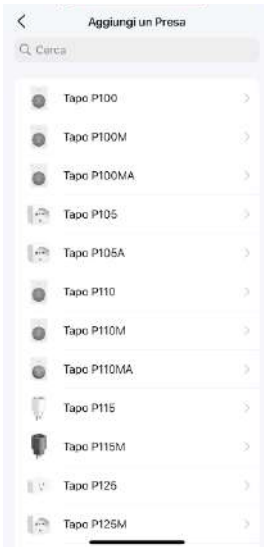 Aggiungi un Presa
Cerca
Tapo P100
Tapo P100M
Tapo P100MA
Tapo P105
Tapo P105A
Tapo P110
Tapo P110M
Tapo P110MA
Tapo P115
Tapo P115M
Tapo P125
Tapo P125M